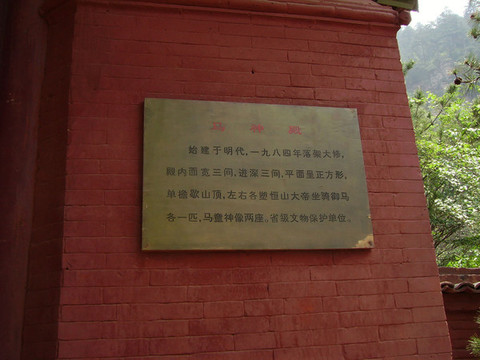 马殿
始建于明代,一九八四年落架大修,
殿内面宽三间,进深三间,平面呈正方形,
单檐歇山顶,左右各塑恒山大帝坐骑御马
各一匹,马童神像两座。省级文物保护单位。